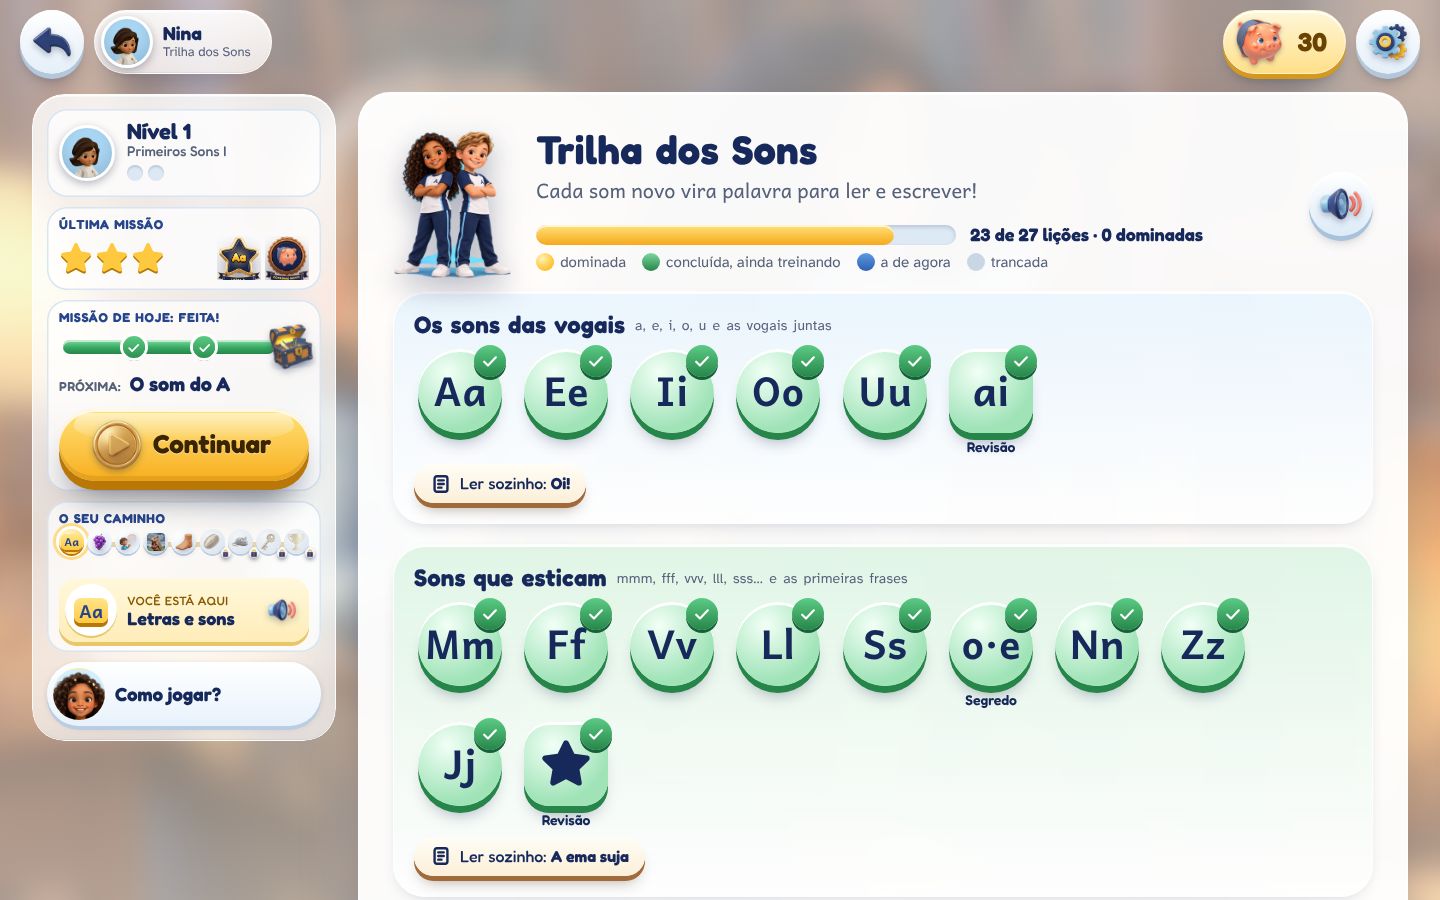 Nina
Trilha dos Sons
30
Nível 1
Primeiros Sons I
ÚLTIMA MISSÃO
Aa
MISSÃO DE HOJE: FEITA!
PRÓXIMA: O som do A
Continuar
O SEU CAMINHO
Aa
Aa
VOCÊ ESTÁ AQUI
Letras e sons
Como jogar?
Trilha dos Sons
Cada som novo vira palavra para ler e escrever!
23 de 27 lições · 0 dominadas
dominada concluída, ainda treinando a de agora trancada
Os sons das vogais a, e, i, o, u e as vogais juntas
Aa Ee Ii Oo Uu ai
Revisão
Ler sozinho: Oi!
Sons que esticam mmm, fff, vvv, lll, sss... e as primeiras frases
Mm Ff Vv Ll Ss o·e Nn Zz
Segredo
Jj
Revisão
Ler sozinho: A ema suja